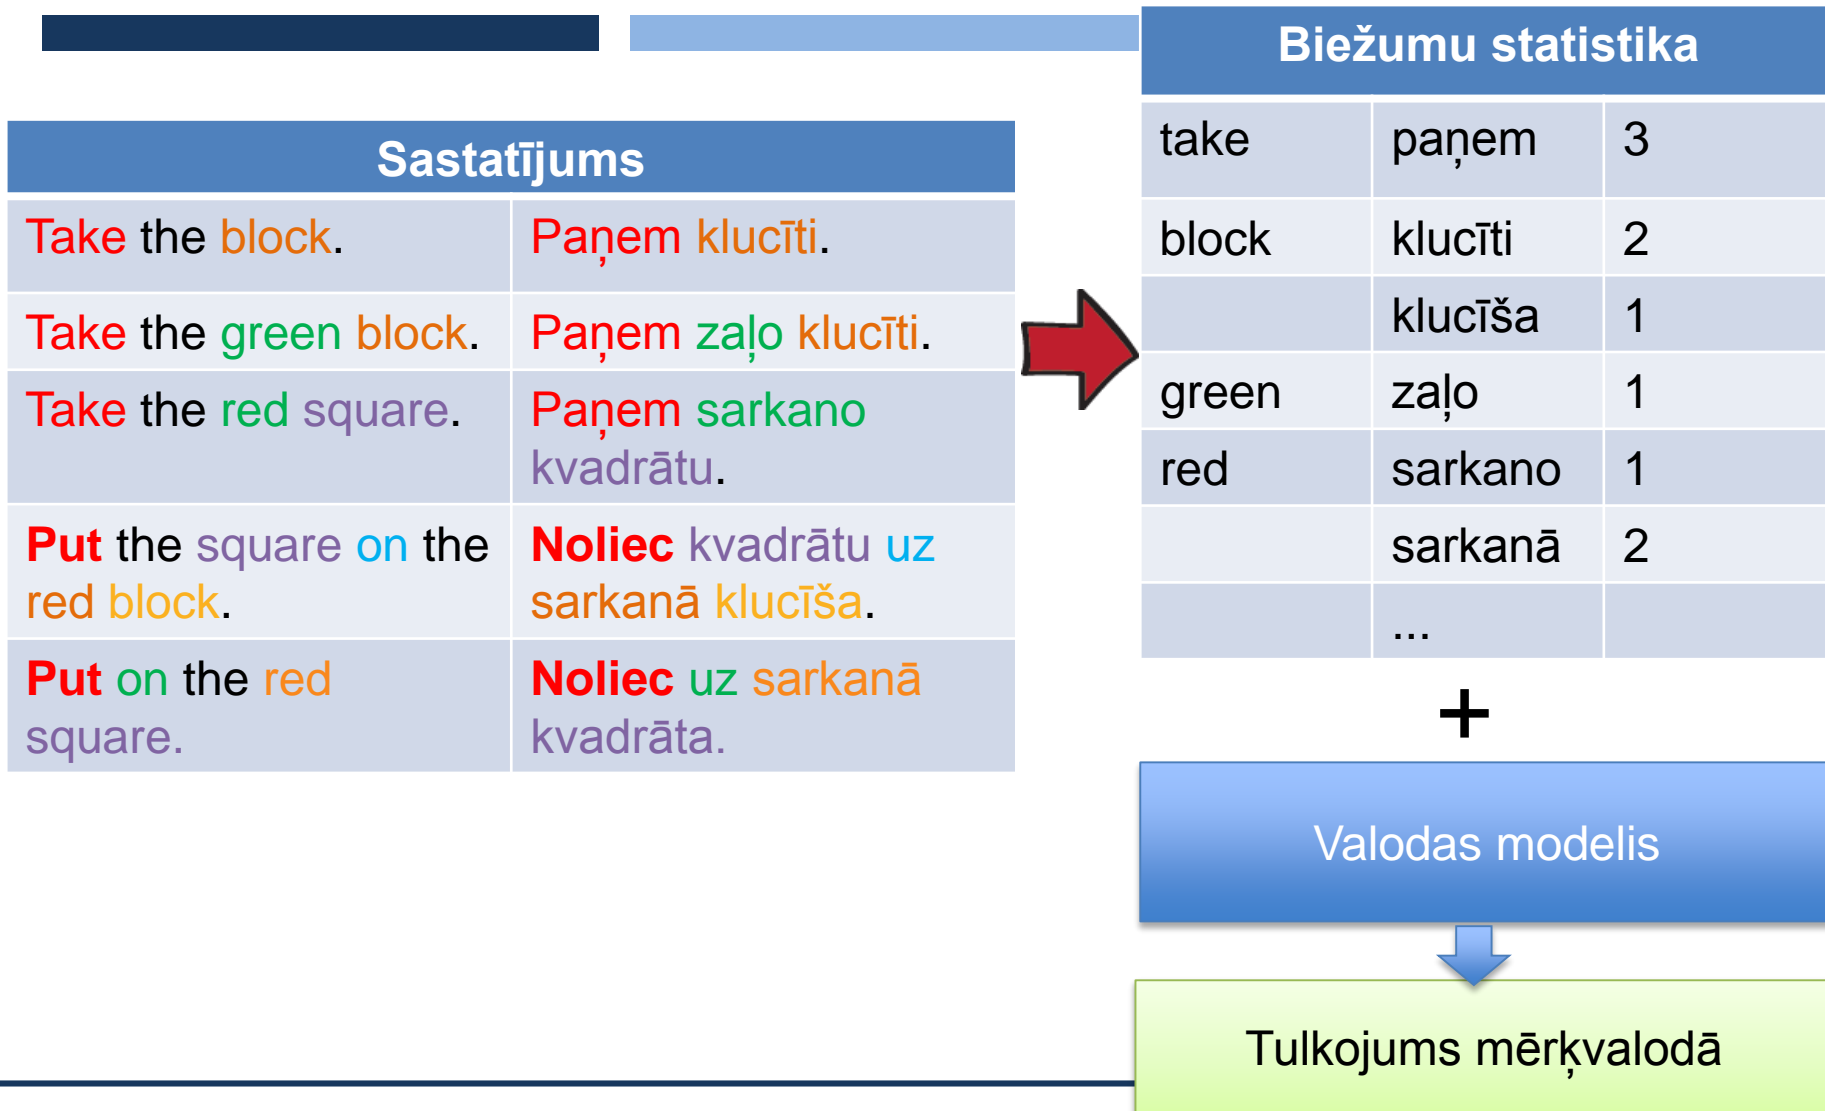 Sastatījums
Take the block. Paņem klucīti.
Take the green block. Paņem zaļo klucīti.
Take the red square. Paņem sarkano
kvadrātu.
Put the square on the
red block.
Noliec kvadrātu uz
sarkanā klucīša.
Put on the red
square.
Noliec uz sarkanā
kvadrāta.
Biežumu statistika
take paņem 3
block klucīti 2
klucīša 1
green zaļo 1
red sarkano 1
sarkanā 2
...
+
Valodas modelis
Tulkojums mērķvalodā